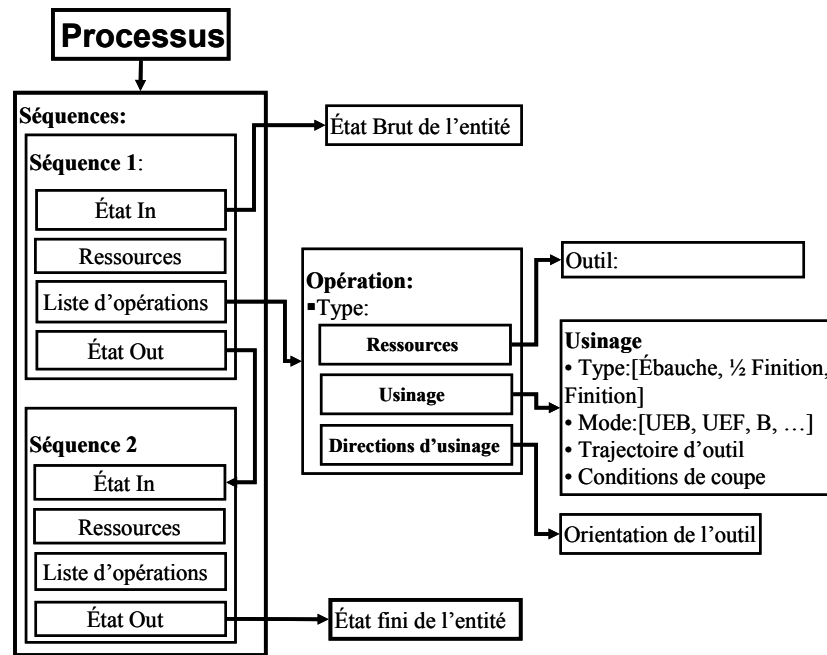 Processus
Séquences:
Séquence 1:
État In
Ressources
Liste d'opérations
État Out
Séquence 2
État In
Ressources
Liste d'opérations
État Out
État Brut de l'entité
Opération:
▪Type:
Ressources
Usinage
Directions d'usinage
Outil:
Usinage
• Type:[Ébauche, ½ Finition,
Finition]
• Mode:[UEB, UEF, B, …]
• Trajectoire d'outil
• Conditions de coupe
Orientation de l'outil
État fini de l'entité